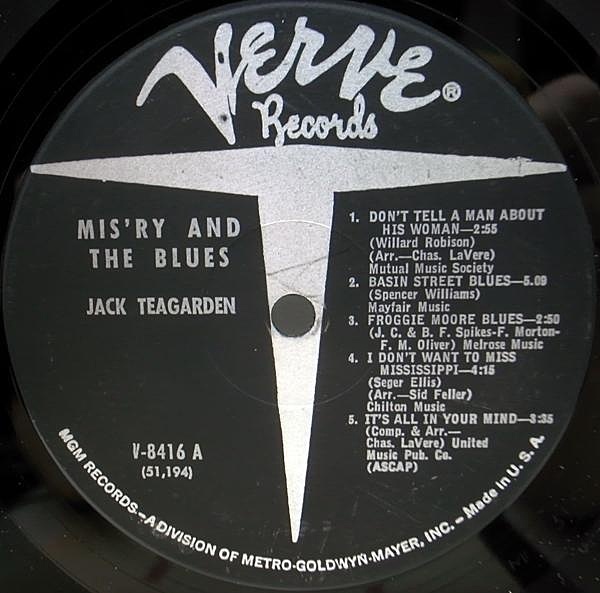 Verve®
Records
MIS'RY AND
THE BLUES
JACK TEAGARDEN
1. DON'T TELL A MAN ABOUT
HIS WOMAN—2:55
(Willard Robison)
(Arr.—Chas. LaVere)
Mutual Music Society
2. BASIN STREET BLUES—5.09
(Spencer Williams)
Mayfair Music
3. FROGGIE MOORE BLUES—2:50
(J. C. & B. F. Spikes-F. Morton-
F. M. Oliver) Melrose Music
4. I DON'T WANT TO MISS
MISSISSIPPI—4:15
(Seger Ellis)
(Arr.—Sid Feller)
Chilton Music
5. IT'S ALL IN YOUR MIND—3:35
(Comp. & Arr.—
Chas. LaVere) United
Music Pub. Co.
(ASCAP)
V-8416 A
(51,194)
MGM RECORDS—A DIVISION OF METRO-GOLDWYN-MAYER, INC. – Made in U. S. A.